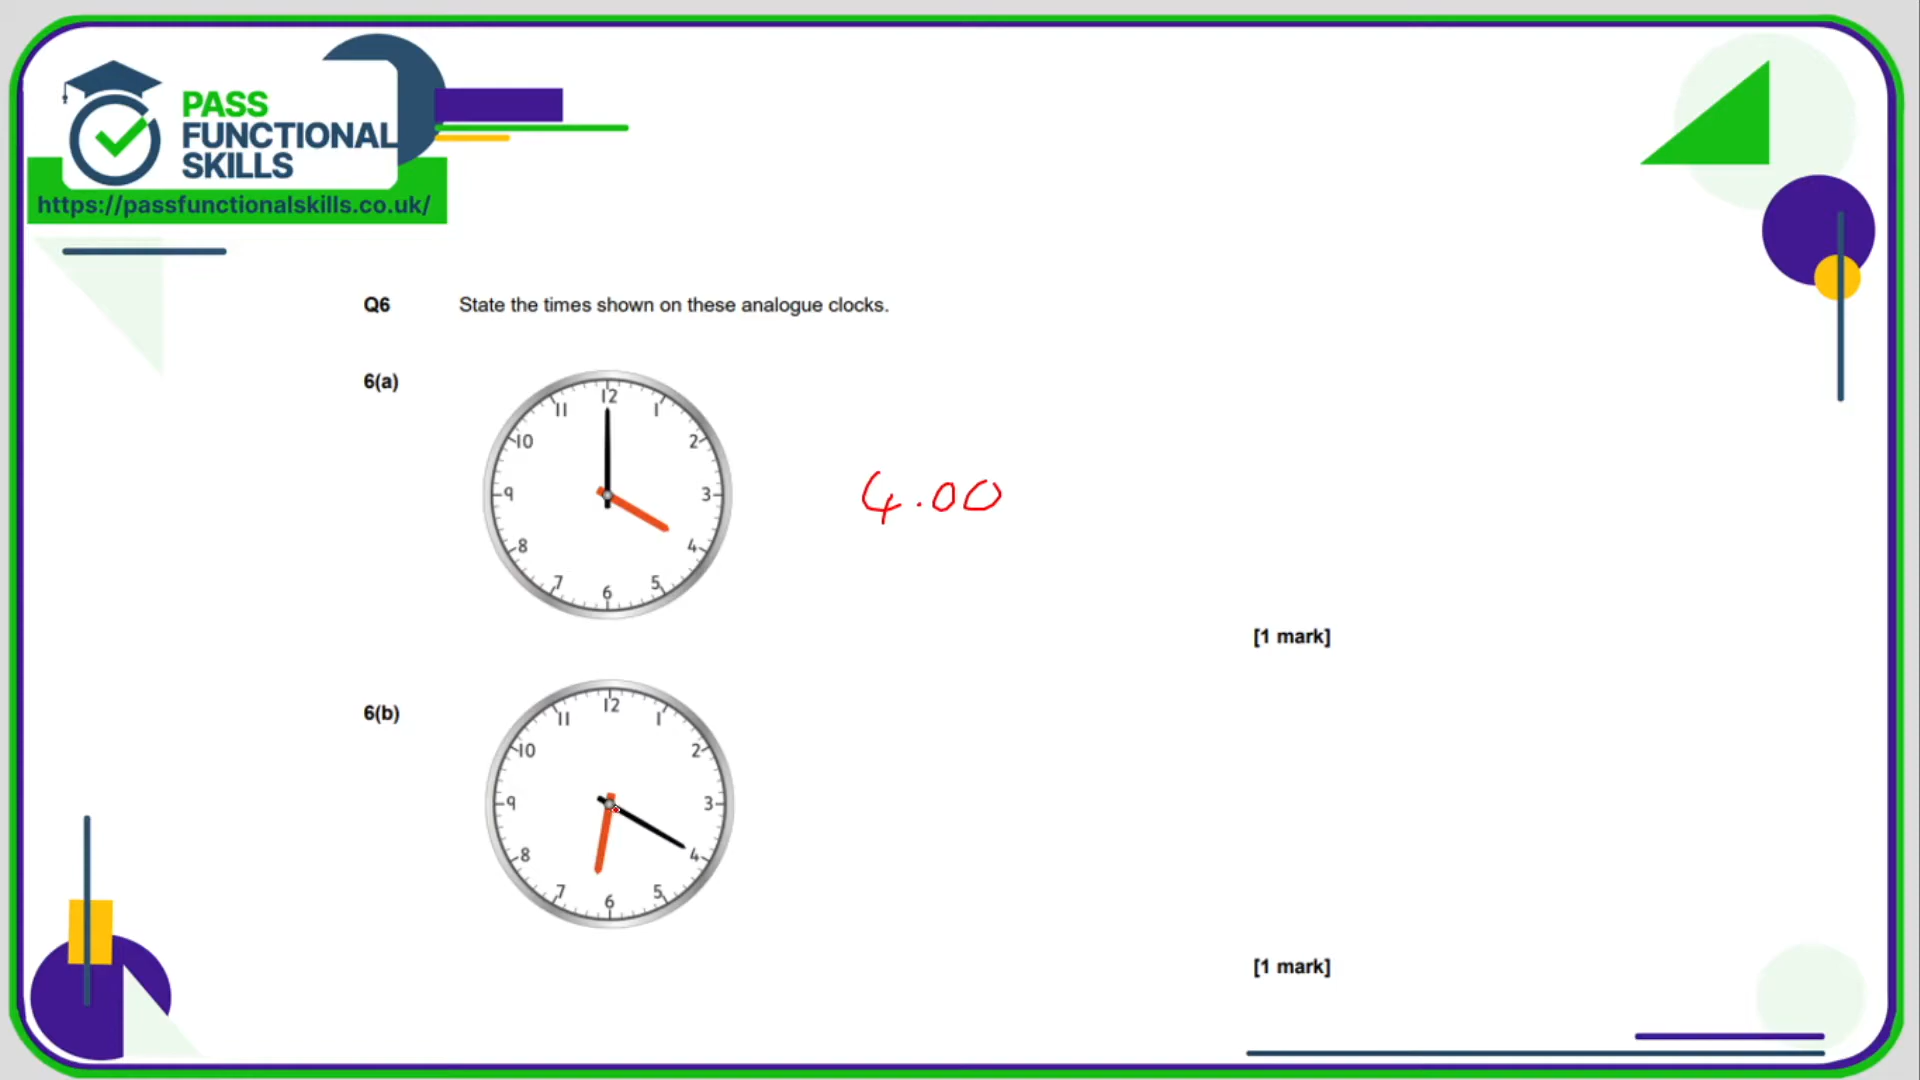 PASS
FUNCTIONAL
SKILLS
https://passfunctionalskills.co.uk/
Q6 State the times shown on these analogue clocks.
6(a)
12
11 1
10 2
9 3
8 4
7 5
6
4.00
[1 mark]
6(b)
12
11 1
10 2
9 3
8 4
7 5
6
[1 mark]